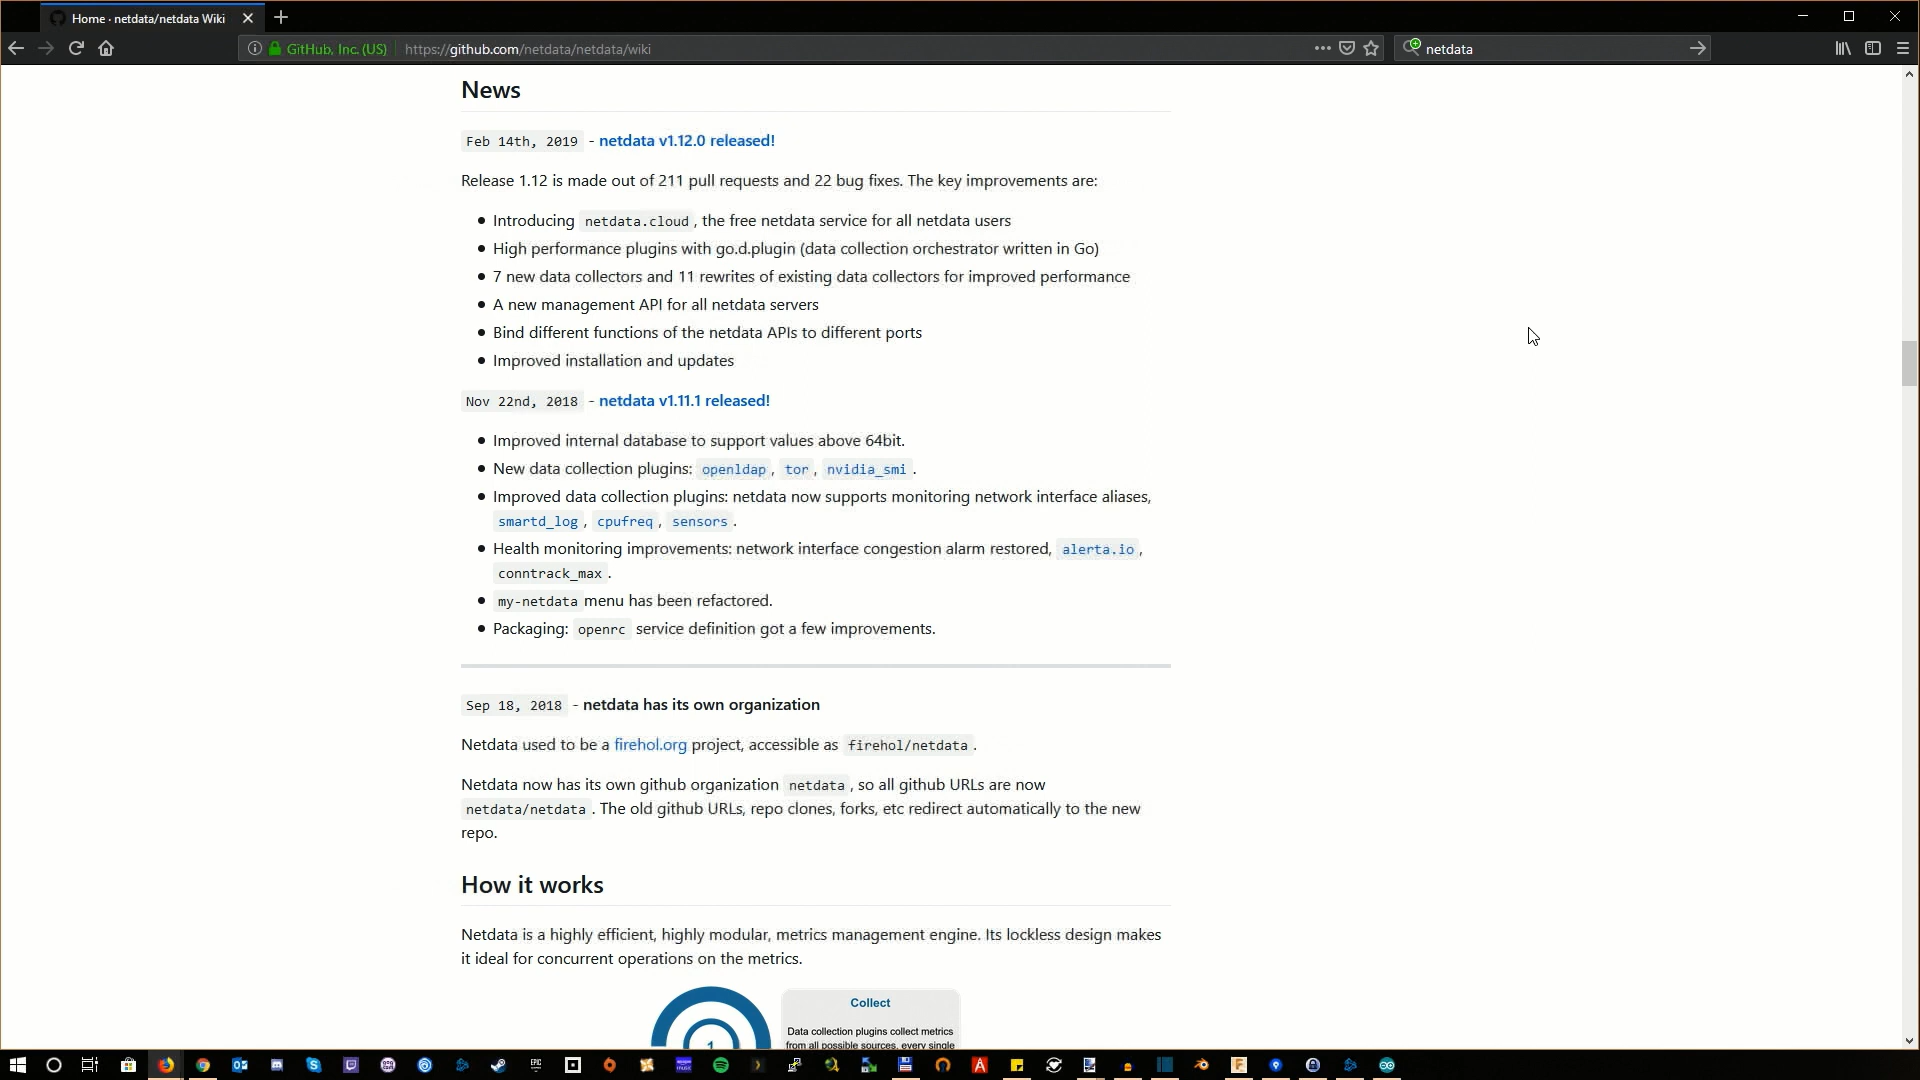 Home · netdata/netdata Wiki
GitHub, Inc. (US)
https://github.com/netdata/netdata/wiki
netdata
News
Feb 14th, 2019 - netdata v1.12.0 released!
Release 1.12 is made out of 211 pull requests and 22 bug fixes. The key improvements are:
Introducing netdata.cloud, the free netdata service for all netdata users
High performance plugins with go.d.plugin (data collection orchestrator written in Go)
7 new data collectors and 11 rewrites of existing data collectors for improved performance
A new management API for all netdata servers
Bind different functions of the netdata APIs to different ports
Improved installation and updates
Nov 22nd, 2018 - netdata v1.11.1 released!
Improved internal database to support values above 64bit.
New data collection plugins: openldap, tor, nvidia_smi.
Improved data collection plugins: netdata now supports monitoring network interface aliases,
smartd_log, cpufreq, sensors.
Health monitoring improvements: network interface congestion alarm restored, alerta.io,
conntrack_max.
my-netdata menu has been refactored.
Packaging: openrc service definition got a few improvements.
Sep 18, 2018 - netdata has its own organization
Netdata used to be a firehol.org project, accessible as firehol/netdata.
Netdata now has its own github organization netdata, so all github URLs are now
netdata/netdata. The old github URLs, repo clones, forks, etc redirect automatically to the new
repo.
How it works
Netdata is a highly efficient, highly modular, metrics management engine. Its lockless design makes
it ideal for concurrent operations on the metrics.
1
Collect
Data collection plugins collect metrics
from all possible sources, every single